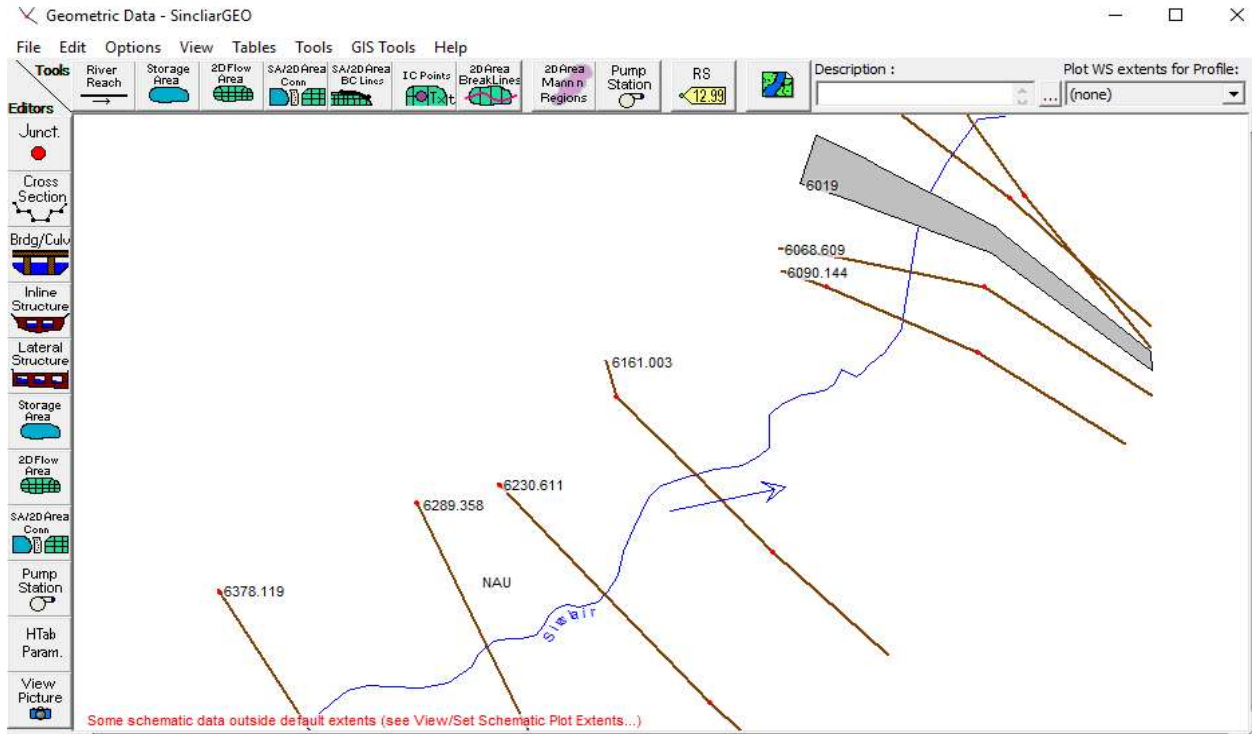 Geometric Data - SincliarGEO
File Edit Options View Tables Tools GIS Tools Help
Tools
Editors
River
Reach
Storage
Area
2D Flow
Area
SA/2D Area
Conn
SA/2D Area
BC Lines
IC Points
2D Area
BreakLines
2D Area
Mann n
Regions
Pump
Station
RS
12.99
Description :
...
Plot WS extents for Profile:
(none)
Junct.
Cross
Section
Brdg/Culv
Inline
Structure
Lateral
Structure
Storage
Area
2D Flow
Area
SA/2D Area
Conn
Pump
Station
HTab
Param.
View
Picture
6019
6068.609
6090.144
6161.003
6230.611
6289.358
NAU
6378.119
Some schematic data outside default extents (see View/Set Schematic Plot Extents...)